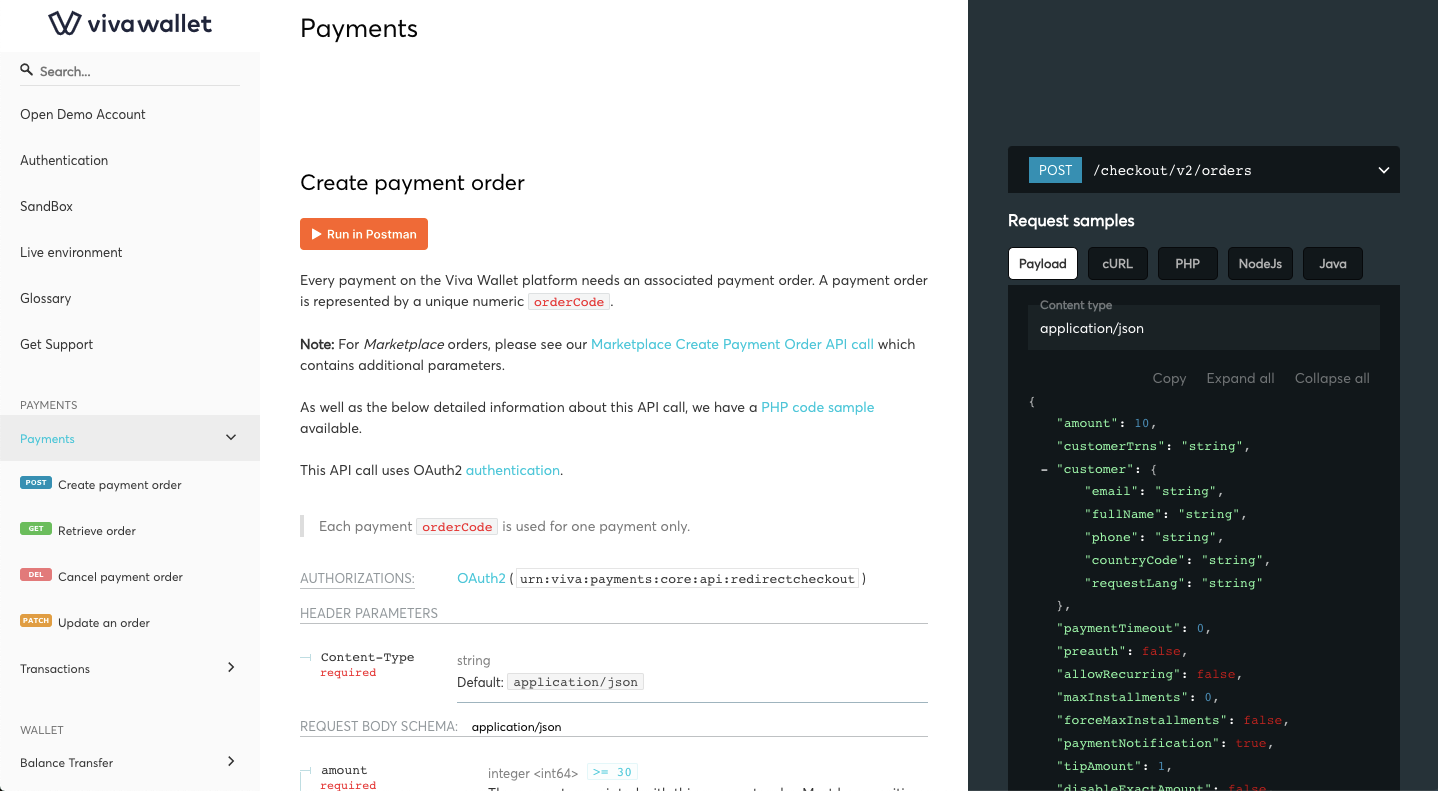 vivawallet
Search...
Open Demo Account
Authentication
SandBox
Live environment
Glossary
Get Support
PAYMENTS
Payments
POST Create payment order
GET Retrieve order
DEL Cancel payment order
PATCH Update an order
Transactions
WALLET
Balance Transfer
Payments
Create payment order
Run in Postman
Every payment on the Viva Wallet platform needs an associated payment order. A payment order
is represented by a unique numeric orderCode.
Note: For Marketplace orders, please see our Marketplace Create Payment Order API call which
contains additional parameters.
As well as the below detailed information about this API call, we have a PHP code sample
available.
This API call uses OAuth2 authentication.
Each payment orderCode is used for one payment only.
AUTHORIZATIONS: OAuth2 ( urn:viva:payments:core:api:redirectcheckout )
HEADER PARAMETERS
Content-Type string
required Default: application/json
REQUEST BODY SCHEMA: application/json
amount integer <int64> >= 30
required
POST /checkout/v2/orders
Request samples
Payload cURL PHP NodeJs Java
Content type
application/json
Copy Expand all Collapse all
{
"amount": 10,
"customerTrns": "string",
- "customer": {
"email": "string",
"fullName": "string",
"phone": "string",
"countryCode": "string",
"requestLang": "string"
},
"paymentTimeout": 0,
"preauth": false,
"allowRecurring": false,
"maxInstallments": 0,
"forceMaxInstallments": false,
"paymentNotification": true,
"tipAmount": 1,
"disableExactAmount": false,